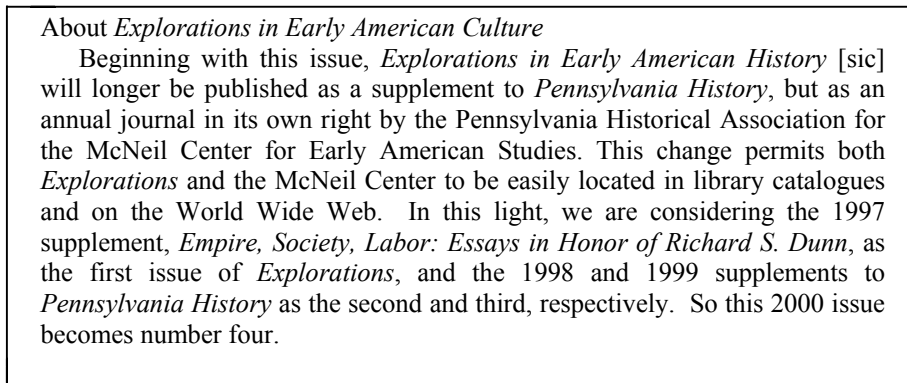 About Explorations in Early American Culture
Beginning with this issue, Explorations in Early American History [sic]
will longer be published as a supplement to Pennsylvania History, but as an
annual journal in its own right by the Pennsylvania Historical Association for
the McNeil Center for Early American Studies. This change permits both
Explorations and the McNeil Center to be easily located in library catalogues
and on the World Wide Web. In this light, we are considering the 1997
supplement, Empire, Society, Labor: Essays in Honor of Richard S. Dunn, as
the first issue of Explorations, and the 1998 and 1999 supplements to
Pennsylvania History as the second and third, respectively. So this 2000 issue
becomes number four.